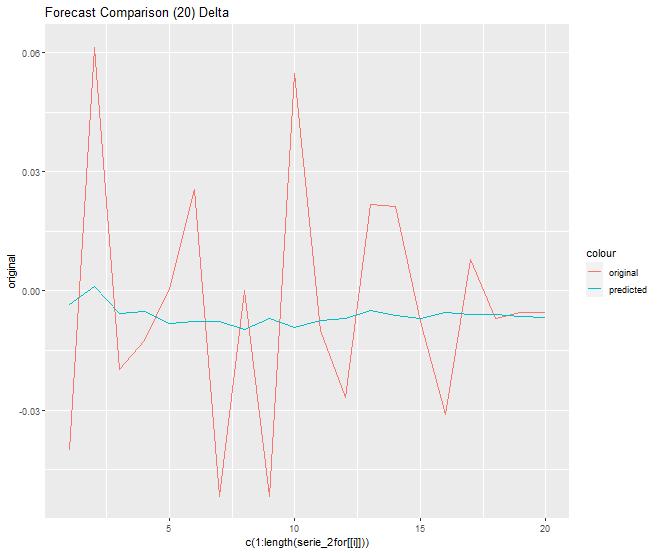 Forecast Comparison (20) Delta
0.06
0.03
0.00
-0.03
original
5
10
15
20
c(1:length(serie_2for[[i]]))
colour
original
predicted